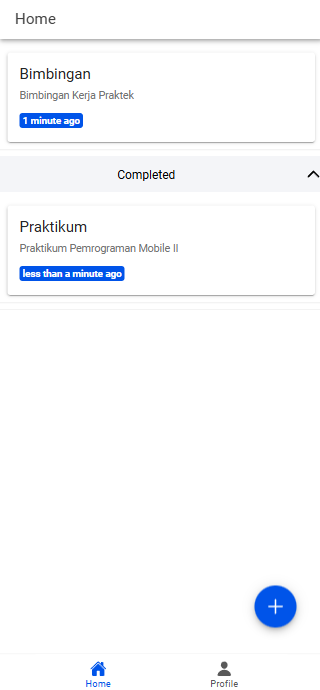 Home
Bimbingan
Bimbingan Kerja Praktek
1 minute ago
Completed
Praktikum
Praktikum Pemrograman Mobile II
less than a minute ago
Home
Profile